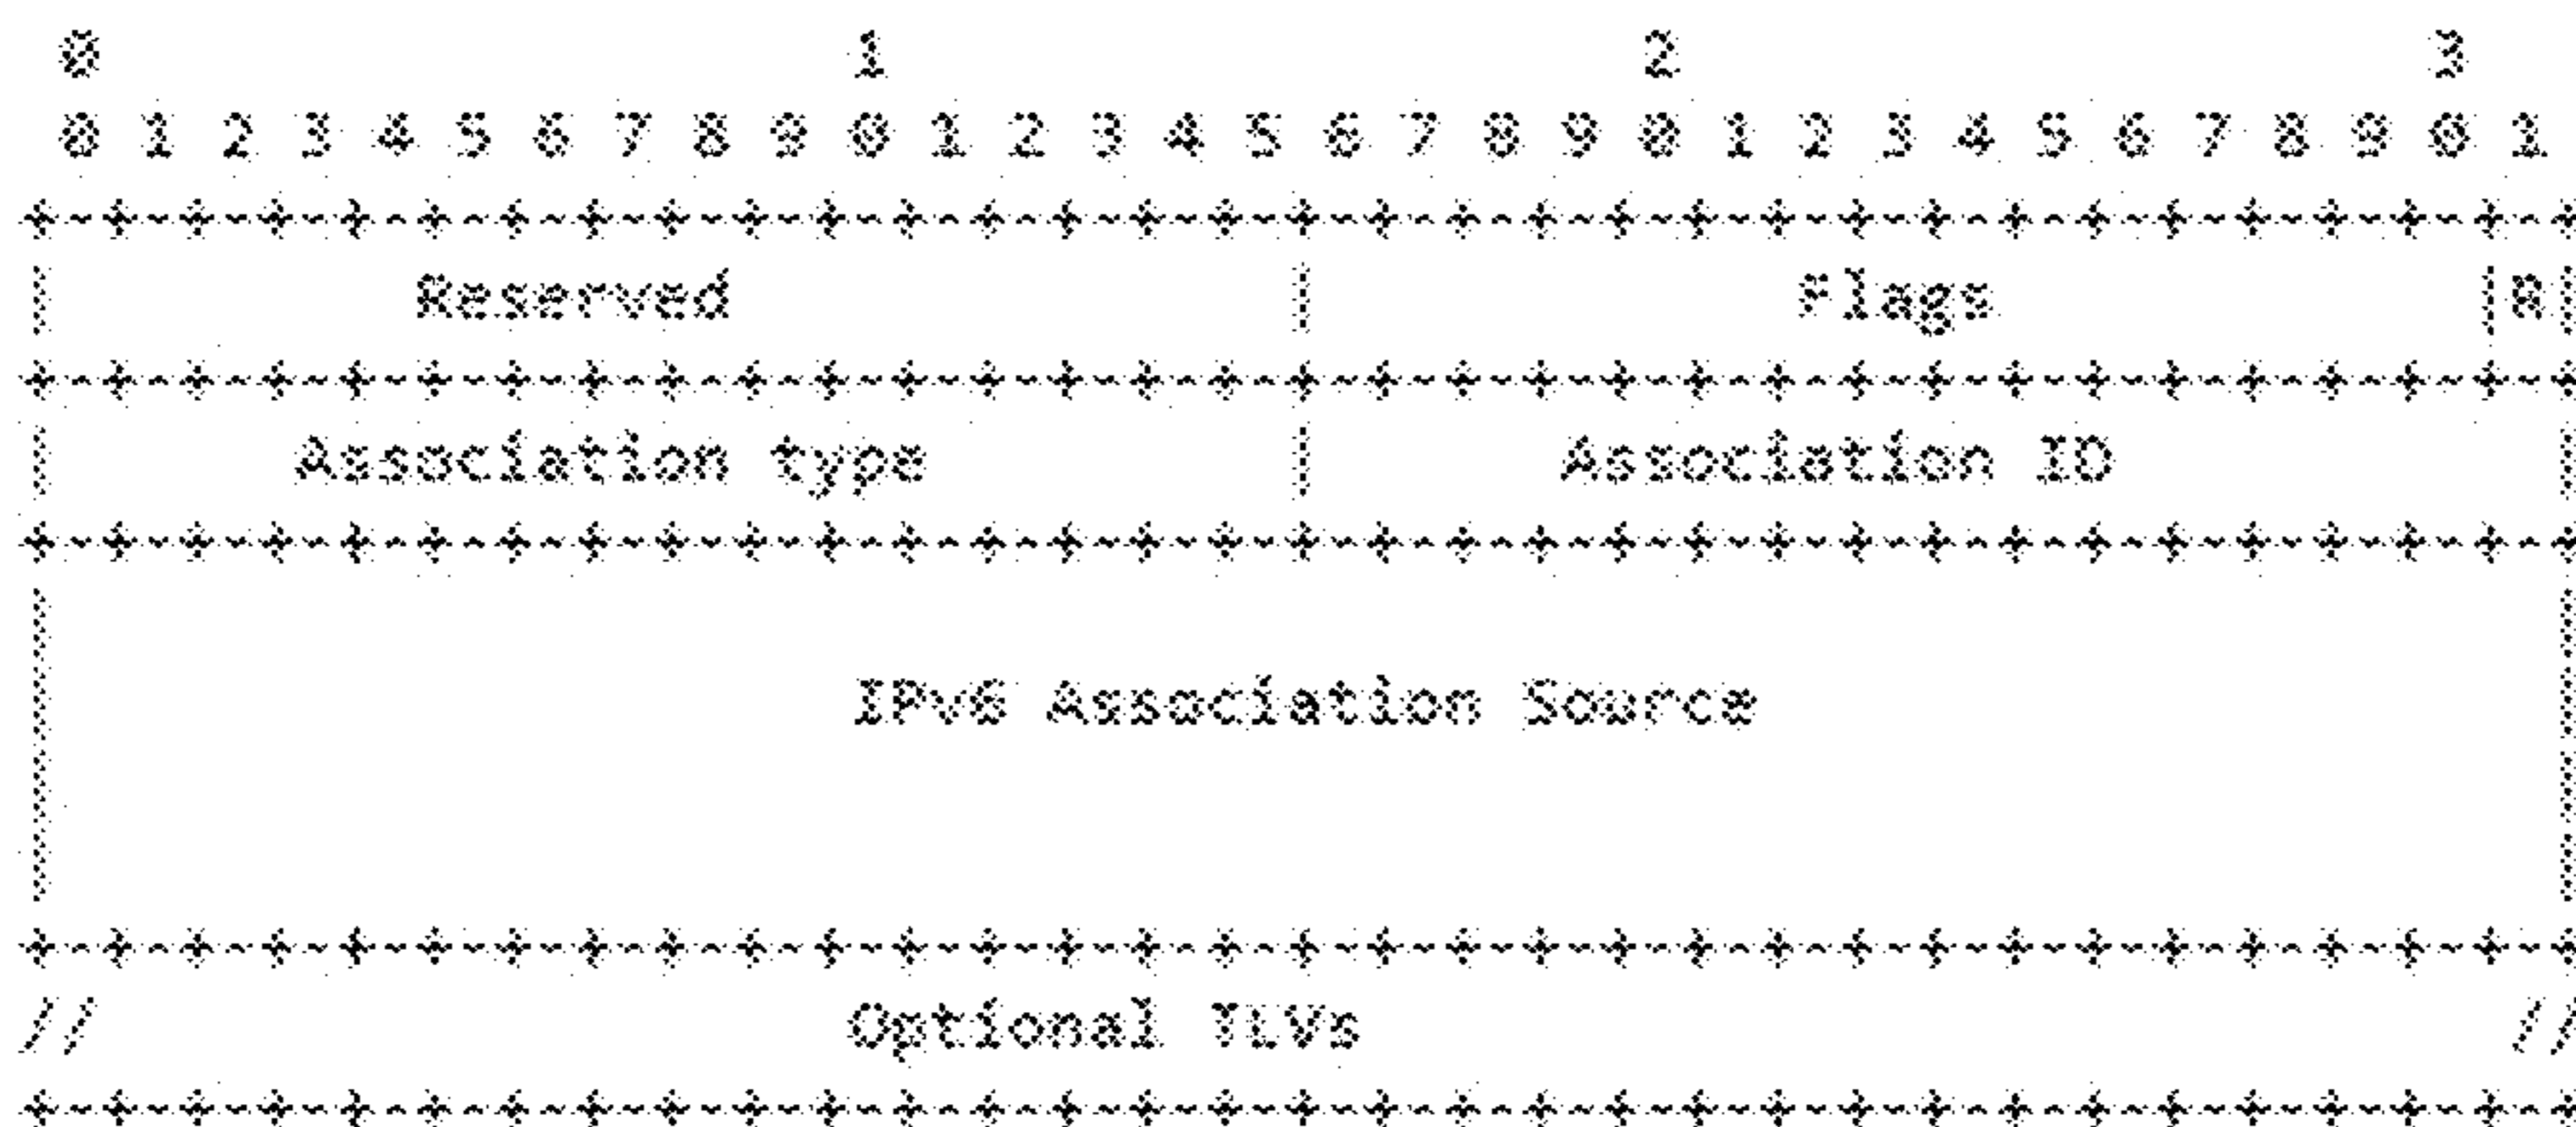 0 1 2 3
0 1 2 3 4 5 6 7 8 9 0 1 2 3 4 5 6 7 8 9 0 1 2 3 4 5 6 7 8 9 0 1
+-+-+-+-+-+-+-+-+-+-+-+-+-+-+-+-+-+-+-+-+-+-+-+-+-+-+-+-+-+-+-+-+
| Reserved | Flags |R|
+-+-+-+-+-+-+-+-+-+-+-+-+-+-+-+-+-+-+-+-+-+-+-+-+-+-+-+-+-+-+-+-+
| Association type | Association ID |
+-+-+-+-+-+-+-+-+-+-+-+-+-+-+-+-+-+-+-+-+-+-+-+-+-+-+-+-+-+-+-+-+
| IPv6 Association Source |
+-+-+-+-+-+-+-+-+-+-+-+-+-+-+-+-+-+-+-+-+-+-+-+-+-+-+-+-+-+-+-+-+
// Optional TLVs //
+-+-+-+-+-+-+-+-+-+-+-+-+-+-+-+-+-+-+-+-+-+-+-+-+-+-+-+-+-+-+-+-+